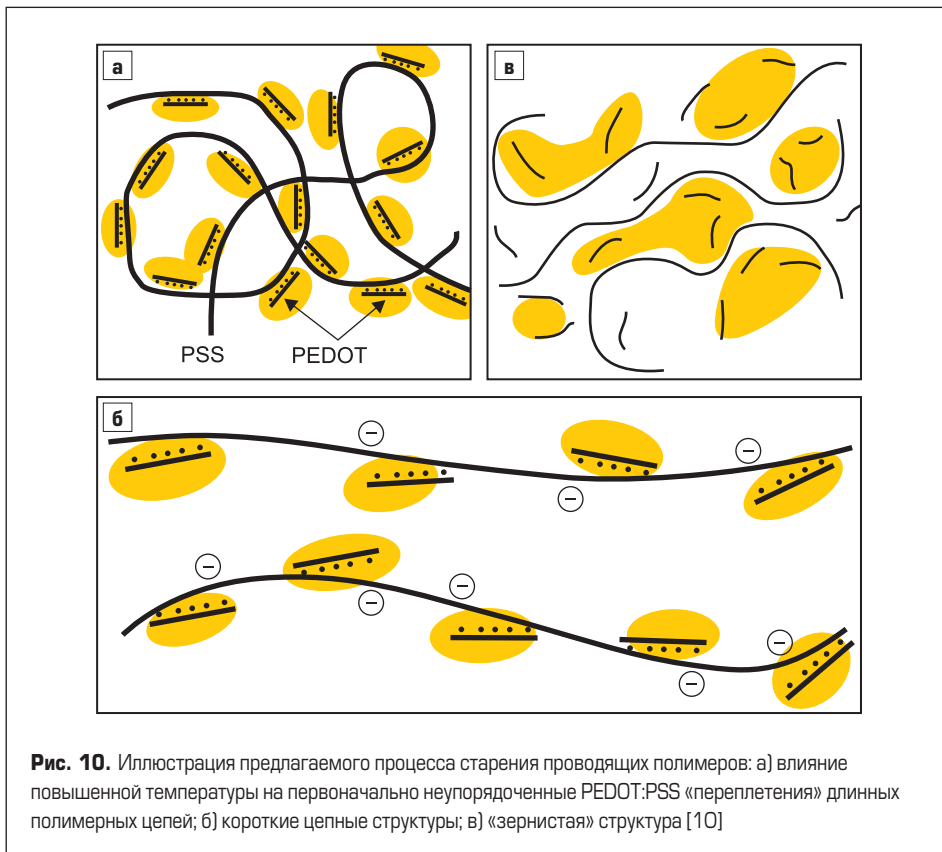 а
в
PSS
PEDOT
б
Рис. 10. Иллюстрация предлагаемого процесса старения проводящих полимеров: а) влияние
повышенной температуры на первоначально неупорядоченные PEDOT:PSS «переплетения» длинных
полимерных цепей; б) короткие цепные структуры; в) «зернистая» структура [10]